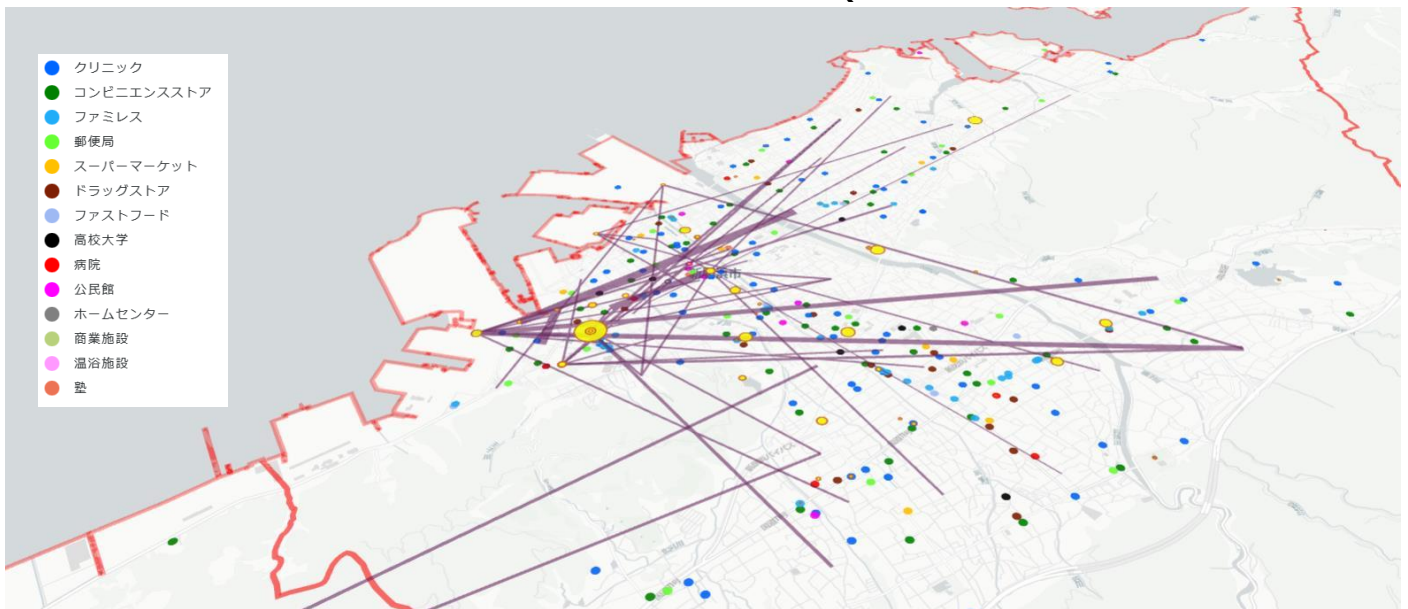 クリニック
コンビニエンスストア
ファミレス
郵便局
スーパーマーケット
ドラッグストア
ファストフード
高校大学
病院
公民館
ホームセンター
商業施設
温浴施設
塾
市